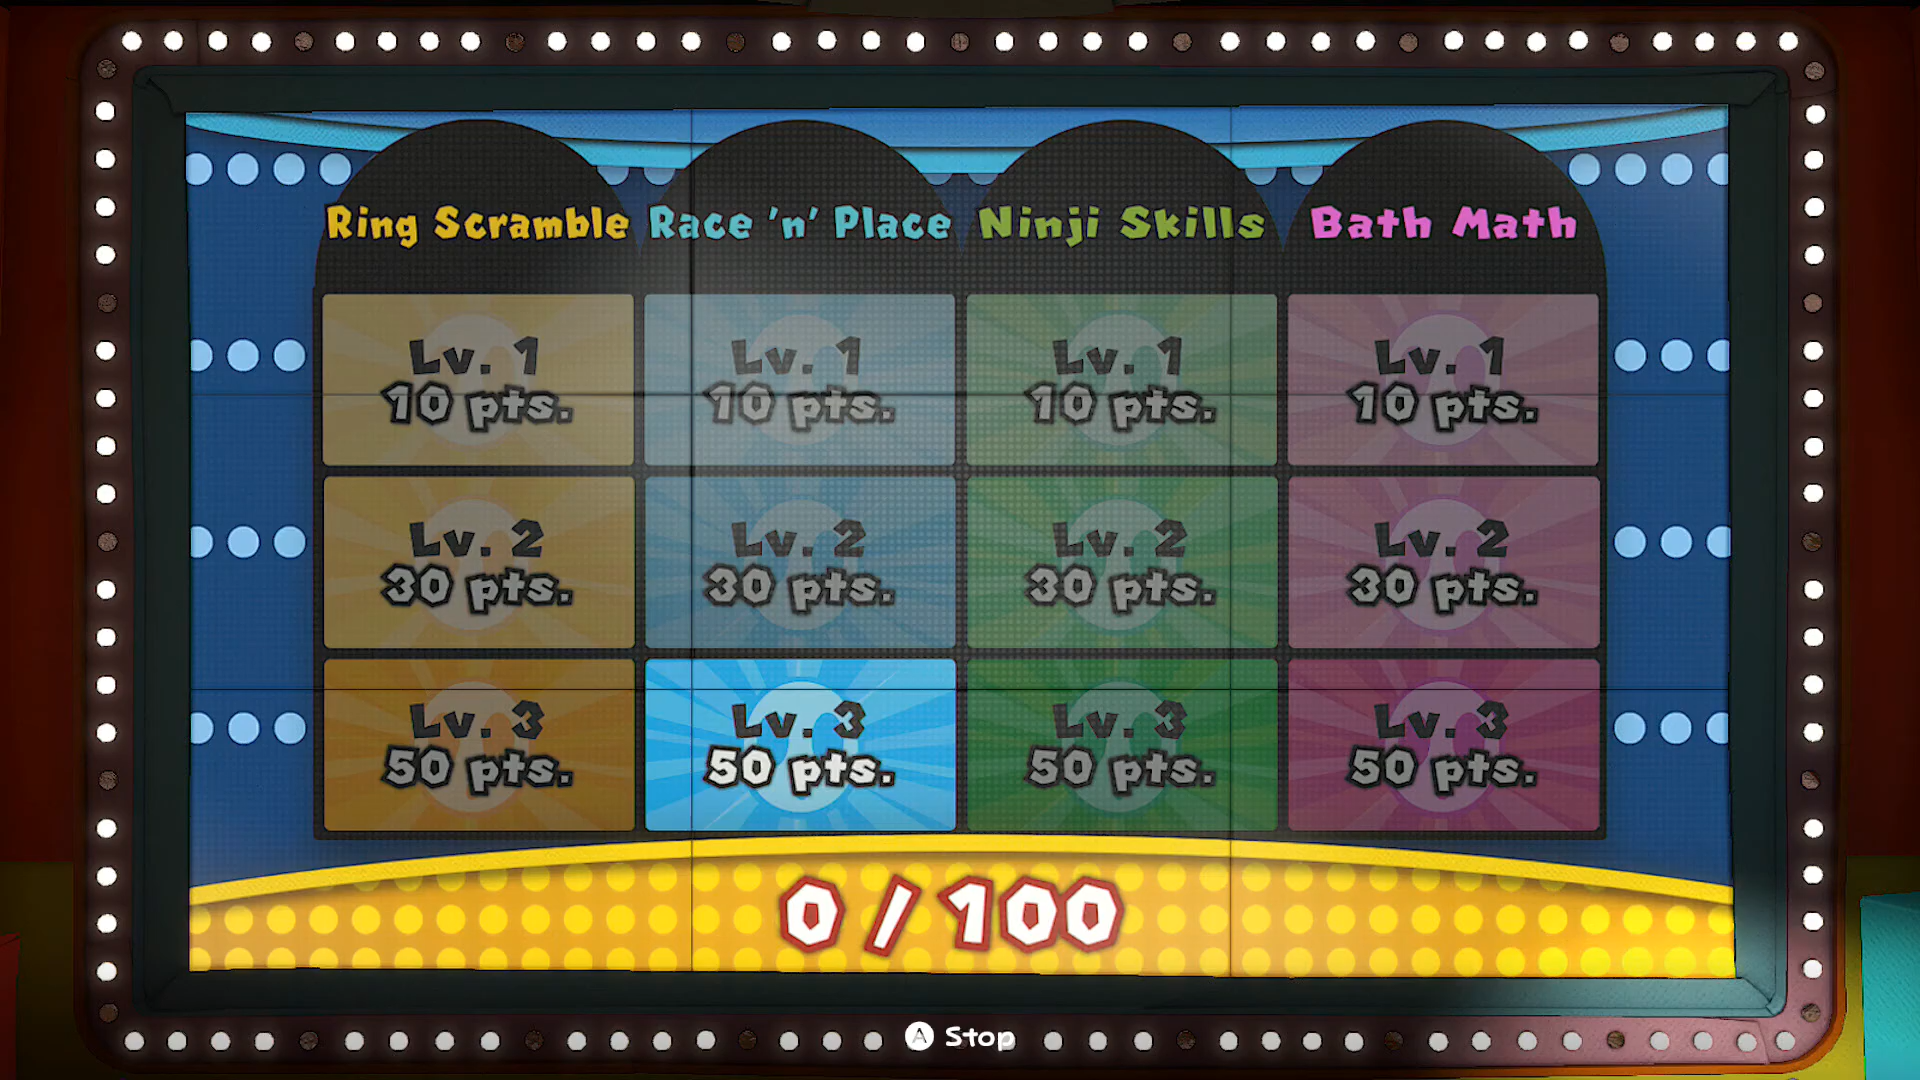 Ring Scramble
Race 'n' Place
Ninji Skills
Bath Math
Lv. 1
10 pts.
Lv. 1
10 pts.
Lv. 1
10 pts.
Lv. 1
10 pts.
Lv. 2
30 pts.
Lv. 2
30 pts.
Lv. 2
30 pts.
Lv. 2
30 pts.
Lv. 3
50 pts.
Lv. 3
50 pts.
Lv. 3
50 pts.
Lv. 3
50 pts.
0 / 100
A Stop